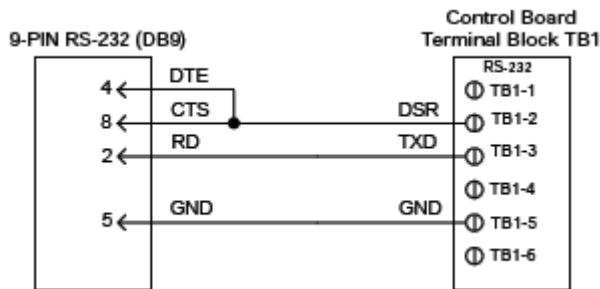 Control Board
9-PIN RS-232 (DB9) Terminal Block TB1
RS-232
4 DTE TB1-1
8 CTS DSR TB1-2
2 RD TXD TB1-3
TB1-4
5 GND GND TB1-5
TB1-6